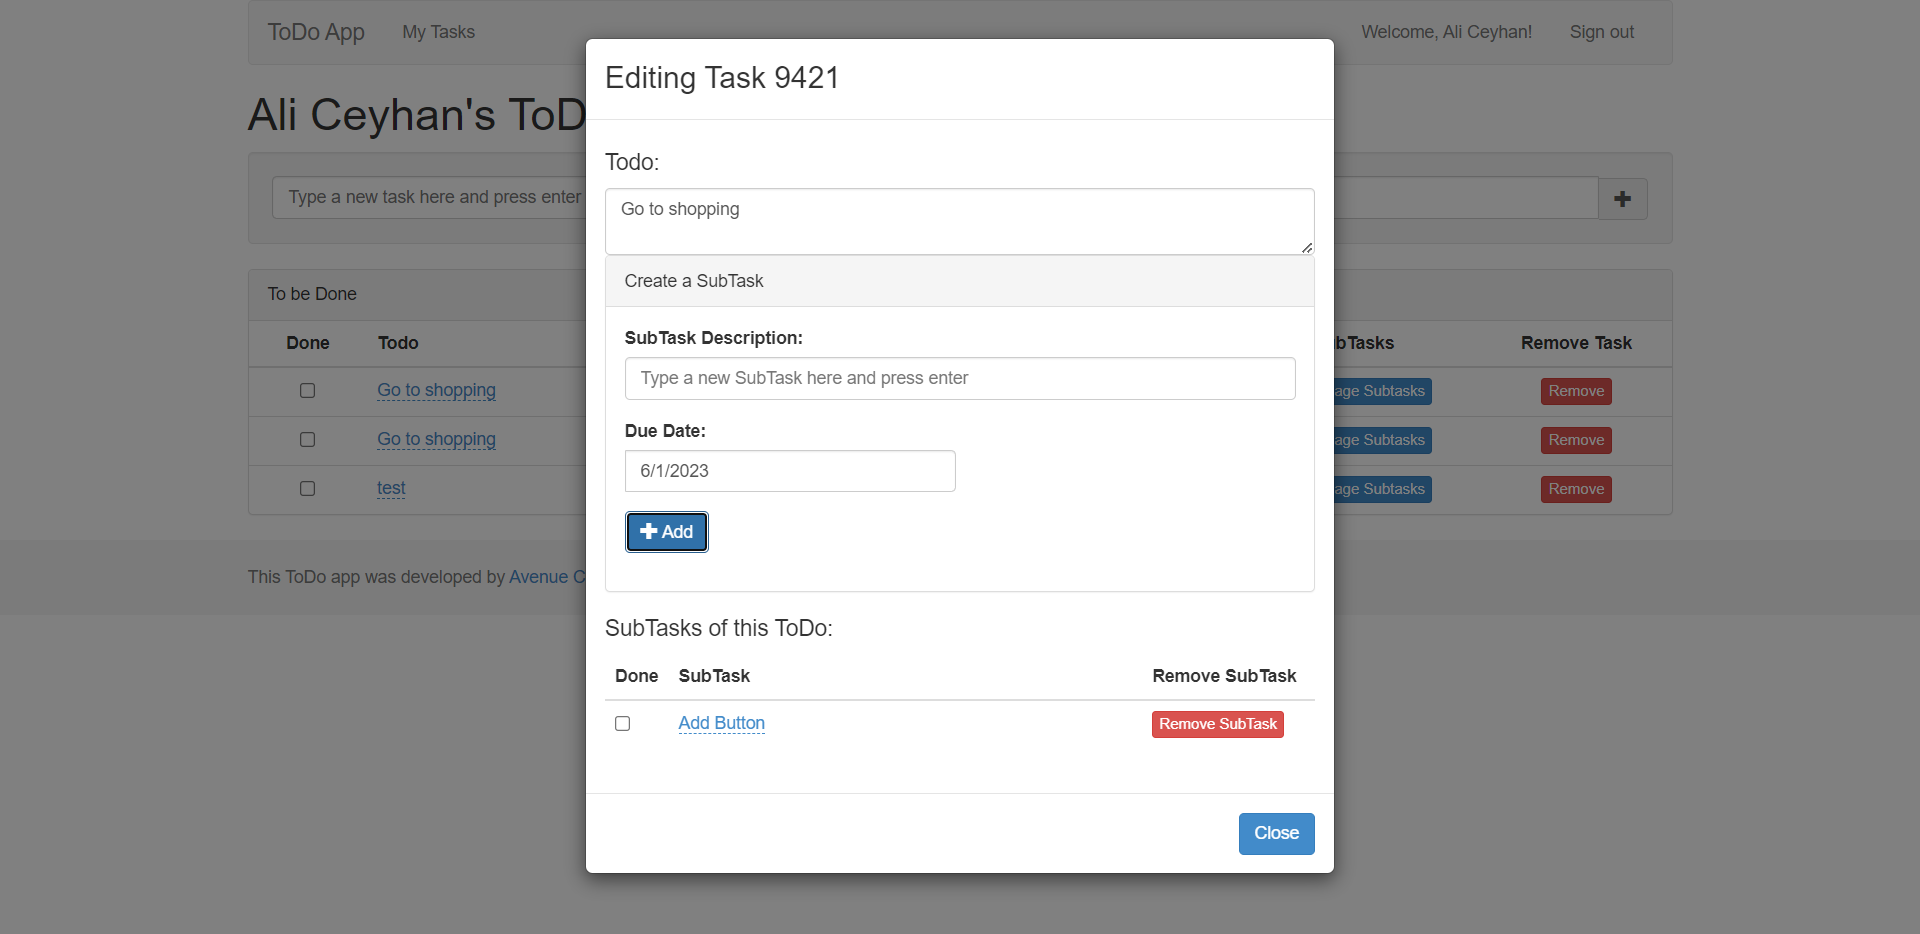 ToDo App My Tasks Welcome, Ali Ceyhan! Sign out
Editing Task 9421
Ali Ceyhan's ToD
Todo:
Type a new task here and press enter
Go to shopping
Create a SubTask
To be Done
SubTask Description:
Done Todo bTasks Remove Task
Type a new SubTask here and press enter
Go to shopping age Subtasks Remove
Due Date:
Go to shopping age Subtasks Remove
6/1/2023
test age Subtasks Remove
Add
This ToDo app was developed by Avenue C
SubTasks of this ToDo:
Done SubTask Remove SubTask
Add Button Remove SubTask
Close